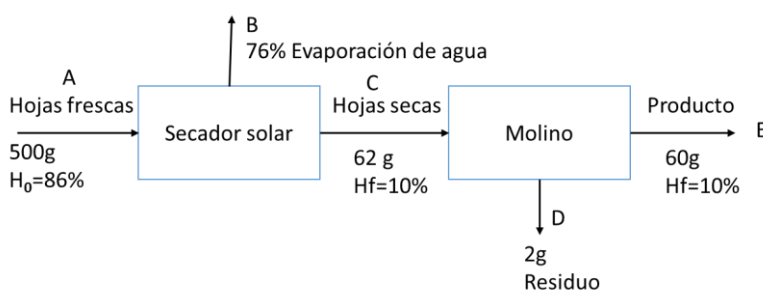 B
76% Evaporación de agua
A
Hojas frescas
Secador solar
C
Hojas secas
Molino
Producto
E
500g
H₀=86%
62 g
Hf=10%
60g
Hf=10%
D
2g
Residuo